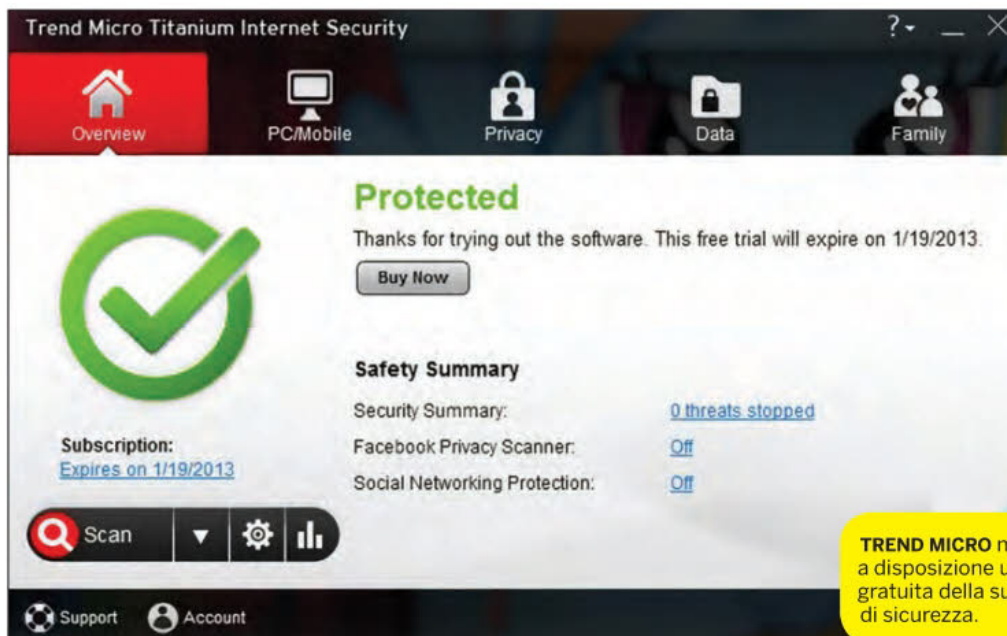 Trend Micro Titanium Internet Security
?
Overview
PC/Mobile
Privacy
Data
Family
Protected
Thanks for trying out the software. This free trial will expire on 1/19/2013.
Buy Now
Safety Summary
Security Summary: 0 threats stopped
Facebook Privacy Scanner: Off
Social Networking Protection: Off
Subscription:
Expires on 1/19/2013
Scan
Support
Account
TREND MICRO
a disposizione
gratuita della
di sicurezza.